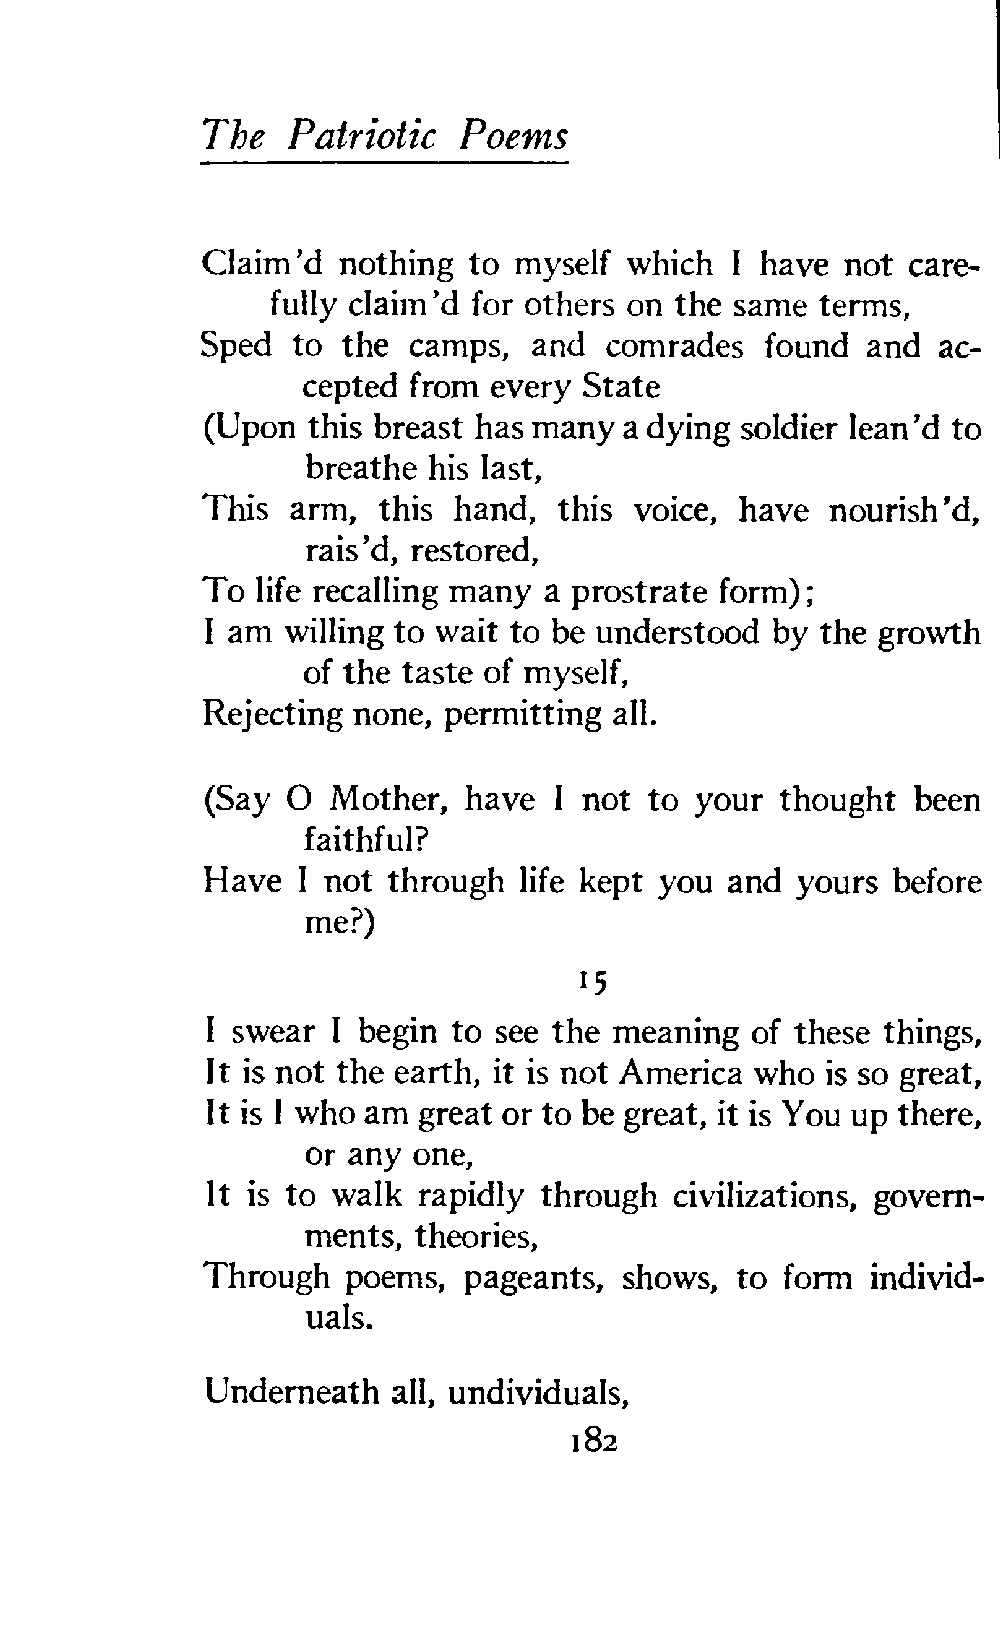 The Patriotic Poems
Claim'd nothing to myself which I have not care-
fully claim'd for others on the same terms,
Sped to the camps, and comrades found and ac-
cepted from every State
(Upon this breast has many a dying soldier lean'd to
breathe his last,
This arm, this hand, this voice, have nourish'd,
rais'd, restored,
To life recalling many a prostrate form);
I am willing to wait to be understood by the growth
of the taste of myself,
Rejecting none, permitting all.
(Say O Mother, have I not to your thought been
faithful?
Have I not through life kept you and yours before
me?)
15
I swear I begin to see the meaning of these things,
It is not the earth, it is not America who is so great,
It is I who am great or to be great, it is You up there,
or any one,
It is to walk rapidly through civilizations, govern-
ments, theories,
Through poems, pageants, shows, to form individ-
uals.
Underneath all, undividuals,
182